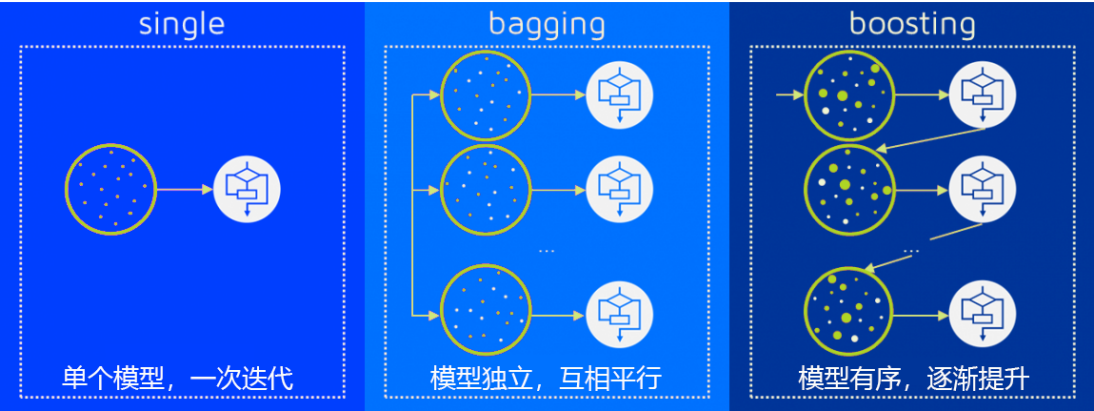 single
bagging
boosting
...
...
单个模型，一次迭代
模型独立，互相平行
模型有序，逐渐提升